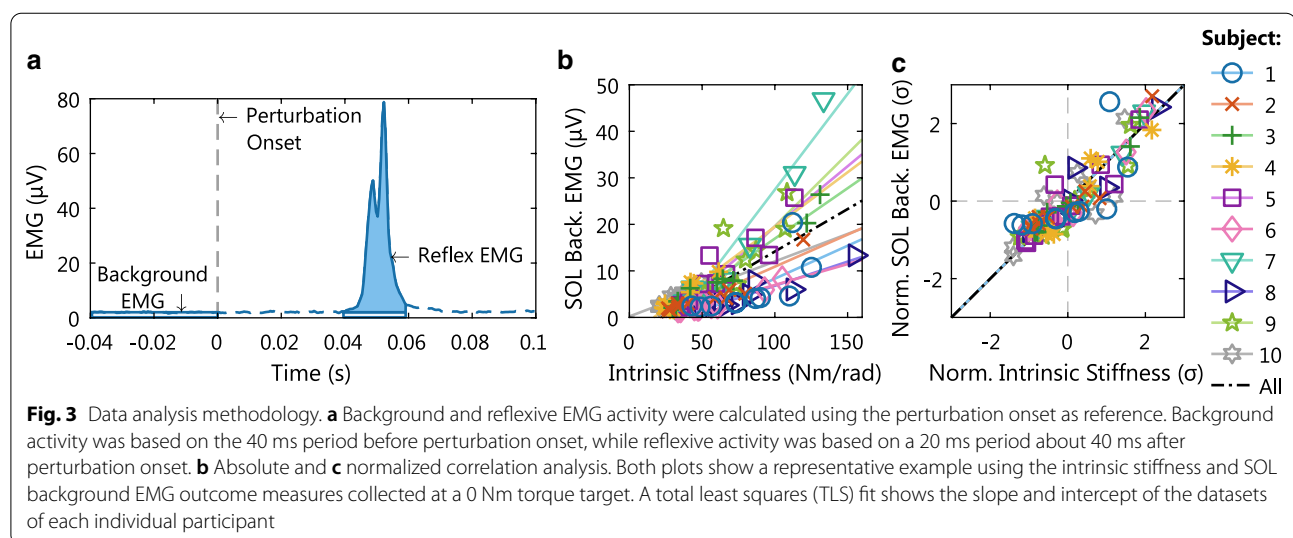 a
b
c
Subject:
80
60
40
20
0
EMG (µV)
← Perturbation
Onset
Background
EMG
← Reflex EMG
-0.04
-0.02
0
0.02
0.04
0.06
0.08
0.1
Time (s)
50
40
30
20
10
0
SOL Back. EMG (µV)
0
50
100
150
Intrinsic Stiffness (Nm/rad)
2
0
-2
Norm. SOL Back. EMG (σ)
-2
0
2
Norm. Intrinsic Stiffness (σ)
1
2
3
4
5
6
7
8
9
10
All
Fig. 3 Data analysis methodology. a Background and reflexive EMG activity were calculated using the perturbation onset as reference. Background
activity was based on the 40 ms period before perturbation onset, while reflexive activity was based on a 20 ms period about 40 ms after
perturbation onset. b Absolute and c normalized correlation analysis. Both plots show a representative example using the intrinsic stiffness and SOL
background EMG outcome measures collected at a 0 Nm torque target. A total least squares (TLS) fit shows the slope and intercept of the datasets
of each individual participant